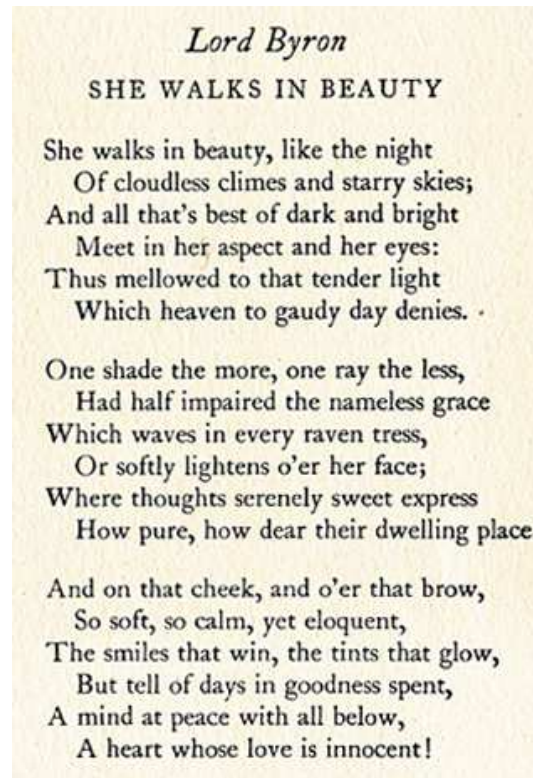 Lord Byron
SHE WALKS IN BEAUTY
She walks in beauty, like the night
Of cloudless climes and starry skies;
And all that's best of dark and bright
Meet in her aspect and her eyes:
Thus mellowed to that tender light
Which heaven to gaudy day denies.
One shade the more, one ray the less,
Had half impaired the nameless grace
Which waves in every raven tress,
Or softly lightens o'er her face;
Where thoughts serenely sweet express
How pure, how dear their dwelling place
And on that cheek, and o'er that brow,
So soft, so calm, yet eloquent,
The smiles that win, the tints that glow,
But tell of days in goodness spent,
A mind at peace with all below,
A heart whose love is innocent!